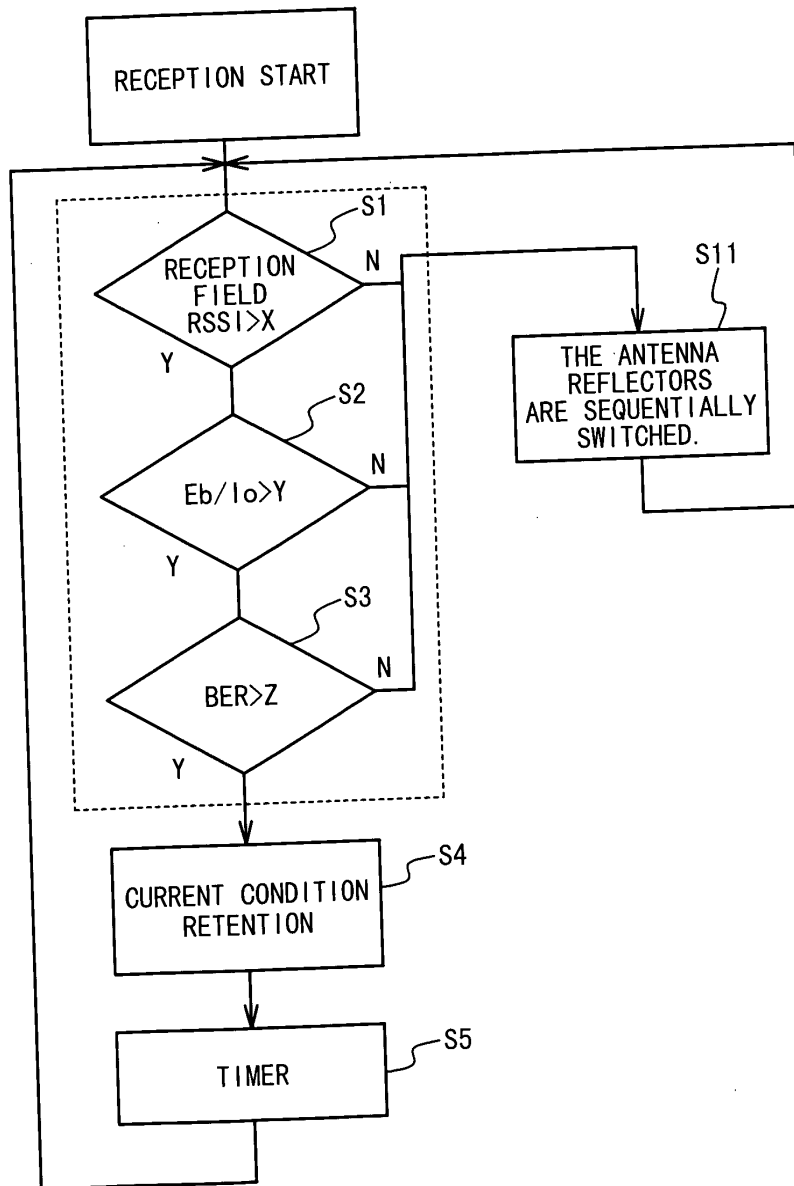 RECEPTION START
S1
RECEPTION
FIELD
RSSI>X
N
Y
S11
THE ANTENNA
REFLECTORS
ARE SEQUENTIALLY
SWITCHED.
S2
Eb/Io>Y
N
Y
S3
BER>Z
N
Y
S4
CURRENT CONDITION
RETENTION
S5
TIMER